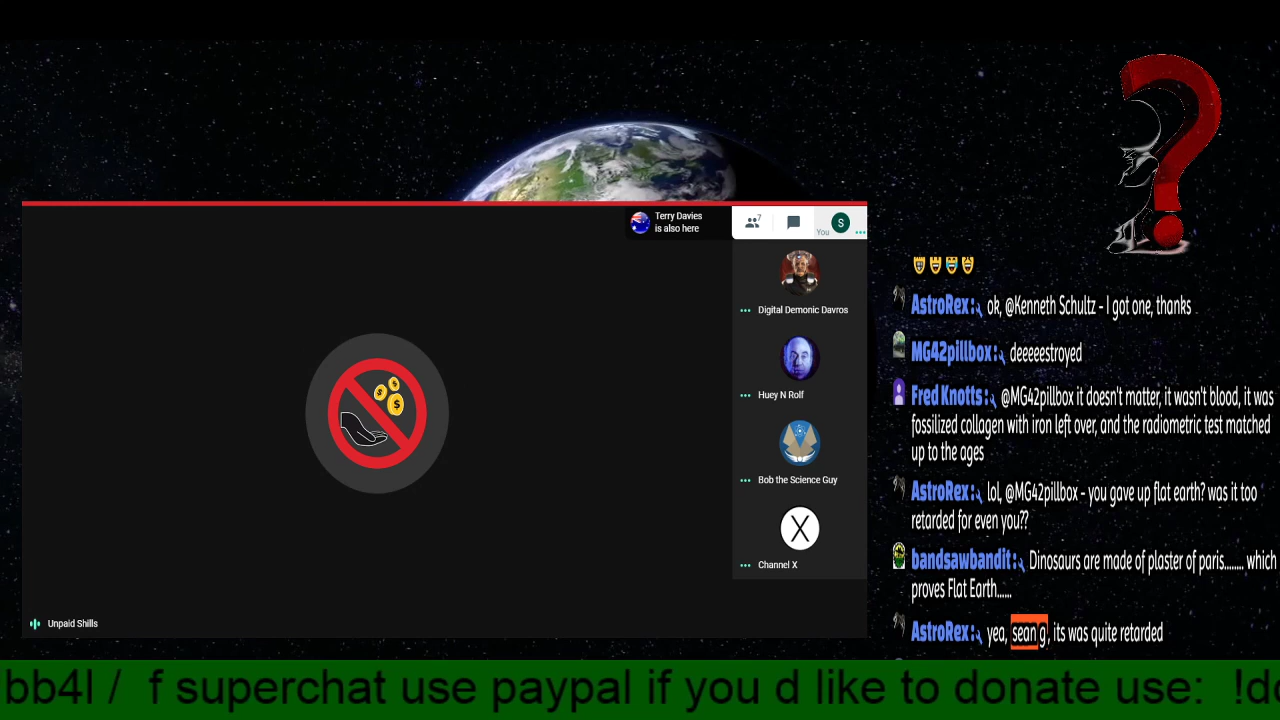 Terry Davies
is also here
7
You
S
Digital Demonic Davros
Huey N Rolf
Bob the Science Guy
X
Channel X
Unpaid Shills
AstroRex: ok, @Kenneth Schultz - I got one, thanks
MG42pillbox: deeeeestroyed
Fred Knotts: @MG42pillbox it doesn't matter, it wasn't blood, it was
fossilized collagen with iron left over, and the radiometric test matched
up to the ages
AstroRex: lol, @MG42pillbox - you gave up flat earth? was it too
retarded for even you??
bandsawbandit: Dinosaurs are made of plaster of paris....... which
proves Flat Earth.....
AstroRex: yea, sean g, its was quite retarded
bb4l / f superchat use paypal if you d like to donate use: !do